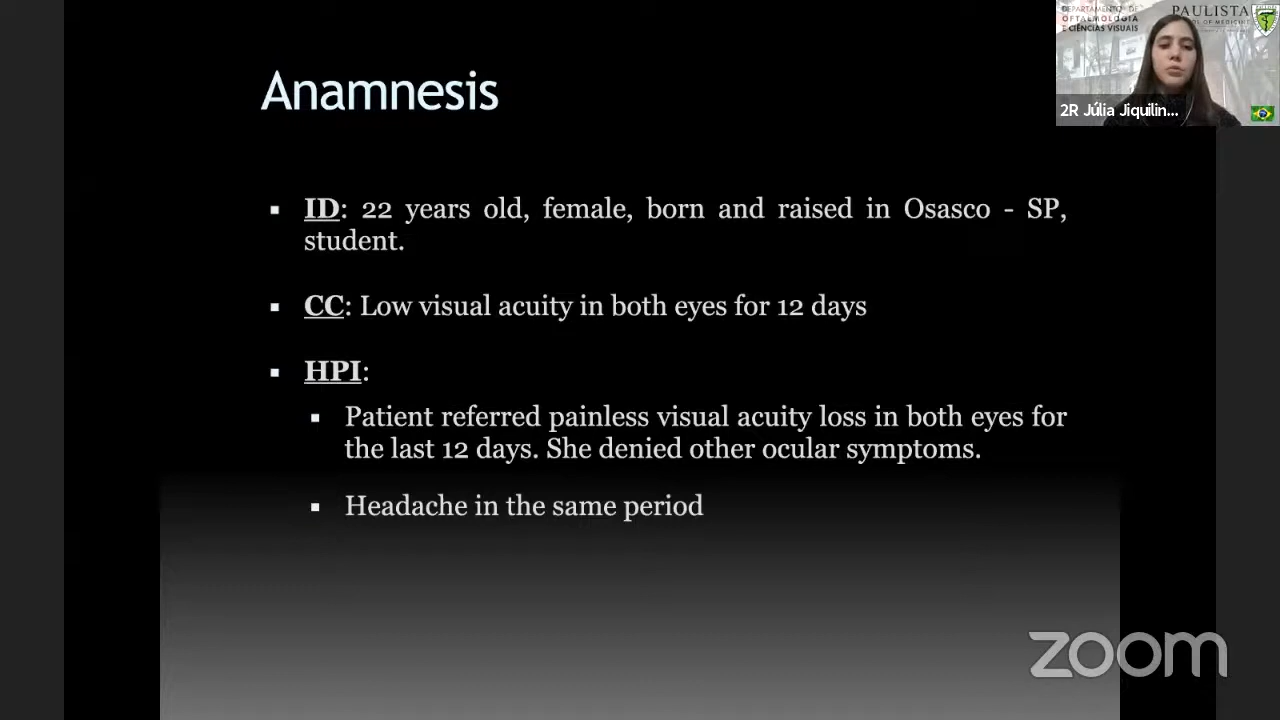 DEPARTAMENTO DE
OFTALMOLOGIA
E CIÊNCIAS VISUAIS
PAULISTA
OL OF MEDICINE
2R Júlia Jiquilin...
Anamnesis
▪ ID: 22 years old, female, born and raised in Osasco - SP,
student.
▪ CC: Low visual acuity in both eyes for 12 days
▪ HPI:
▪ Patient referred painless visual acuity loss in both eyes for
the last 12 days. She denied other ocular symptoms.
▪ Headache in the same period
zoom